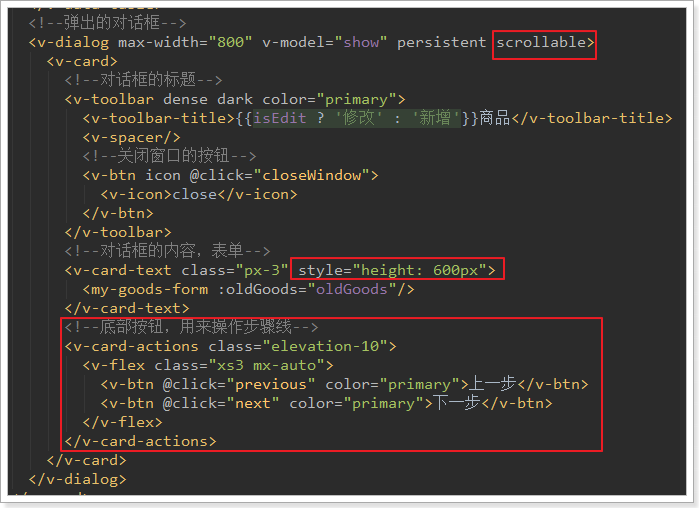 <!--弹出的对话框-->
<v-dialog max-width="800" v-model="show" persistent scrollable>
<v-card>
<!--对话框的标题-->
<v-toolbar dense dark color="primary">
<v-toolbar-title>{{isEdit ? '修改' : '新增'}}商品</v-toolbar-title>
<v-spacer/>
<!--关闭窗口的按钮-->
<v-btn icon @click="closeWindow">
<v-icon>close</v-icon>
</v-btn>
</v-toolbar>
<!--对话框的内容，表单-->
<v-card-text class="px-3" style="height: 600px">
<my-goods-form :oldGoods="oldGoods"/>
</v-card-text>
<!--底部按钮，用来操作步骤线-->
<v-card-actions class="elevation-10">
<v-flex class="xs3 mx-auto">
<v-btn @click="previous" color="primary">上一步</v-btn>
<v-btn @click="next" color="primary">下一步</v-btn>
</v-flex>
</v-card-actions>
</v-card>
</v-dialog>